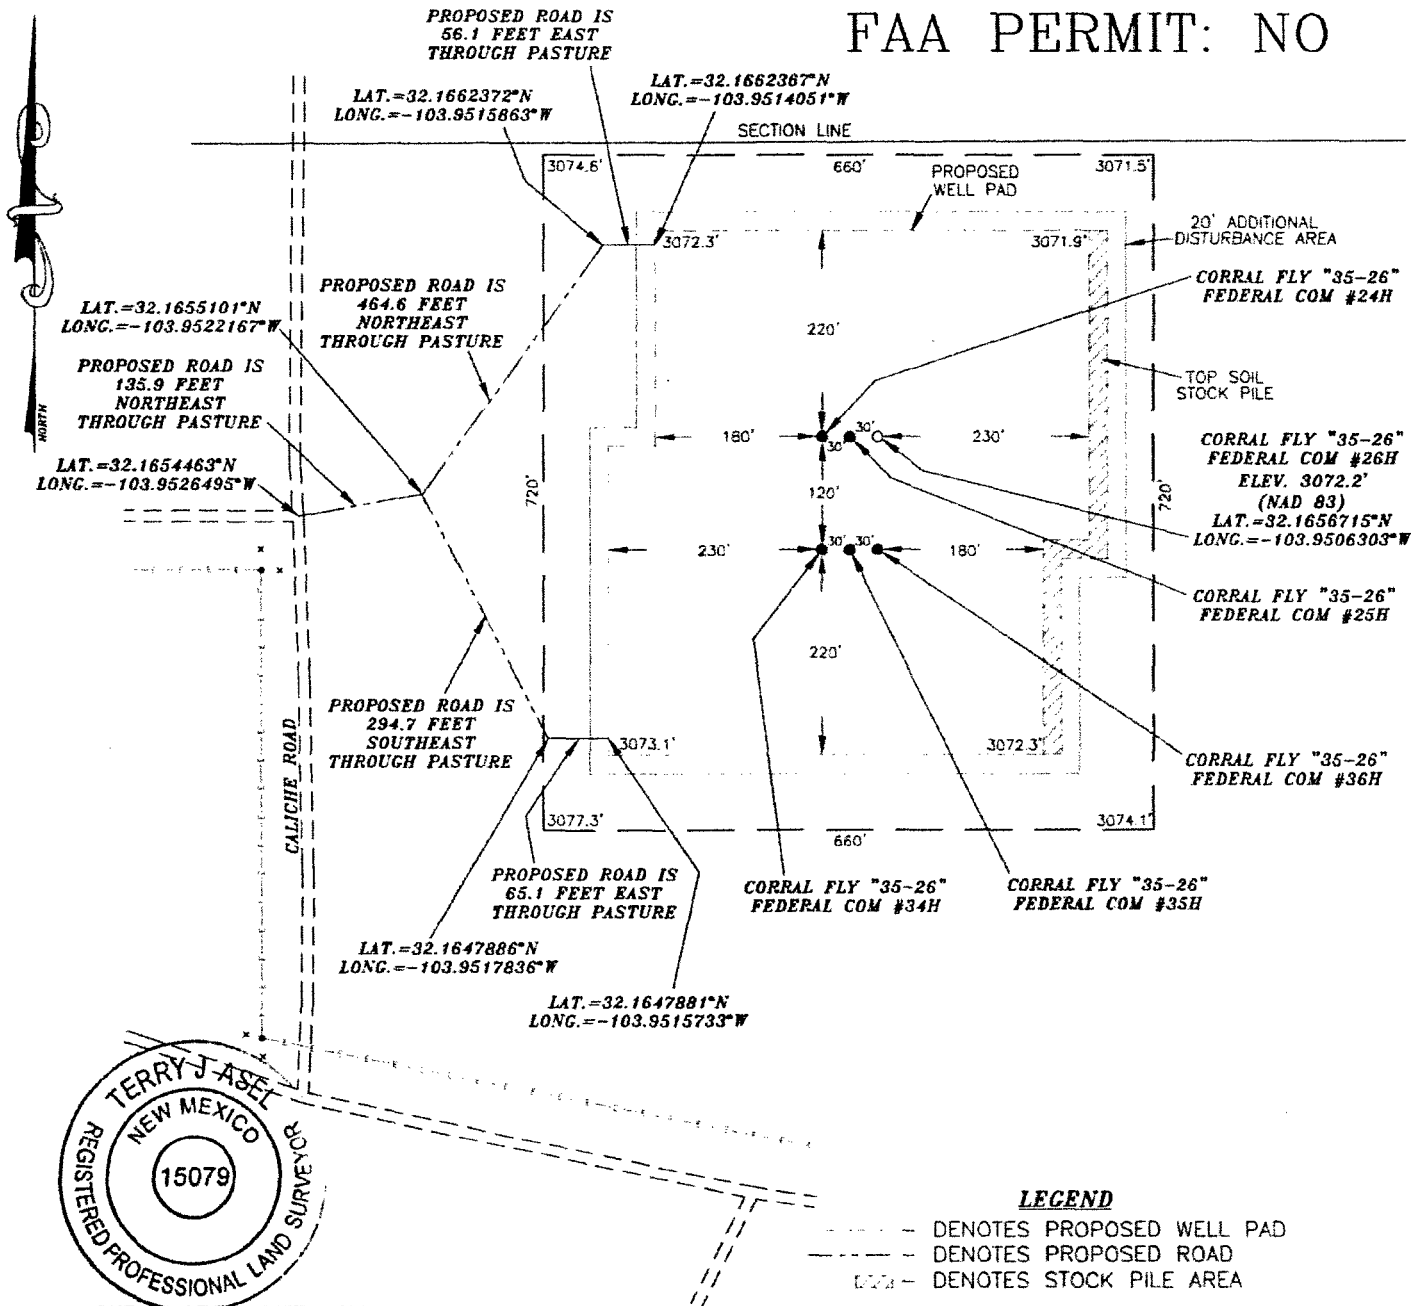 FAA PERMIT: NO
PROPOSED ROAD IS
56.1 FEET EAST
THROUGH PASTURE
LAT.=32.1662372°N
LONG.=-103.9515863°W
LAT.=32.1662367°N
LONG.=-103.9514051°W
SECTION LINE
3074.6'
660'
3071.5'
PROPOSED
WELL PAD
20' ADDITIONAL
DISTURBANCE AREA
3072.3'
3071.9'
CORRAL FLY "35-26"
FEDERAL COM #24H
PROPOSED ROAD IS
464.6 FEET
NORTHEAST
THROUGH PASTURE
LAT.=32.1655101°N
LONG.=-103.9522167°W
220'
PROPOSED ROAD IS
135.9 FEET
NORTHEAST
THROUGH PASTURE
TOP SOIL
STOCK PILE
NORTH
180'
30'
30'
230'
CORRAL FLY "35-26"
FEDERAL COM #26H
ELEV. 3072.2'
(NAD 83)
LAT.=32.1656715°N
LONG.=-103.9506303°W
LAT.=32.1654463°N
LONG.=-103.9526495°W
720'
120'
720'
230'
30'
30'
180'
CORRAL FLY "35-26"
FEDERAL COM #25H
220'
PROPOSED ROAD IS
294.7 FEET
SOUTHEAST
THROUGH PASTURE
CALICHE ROAD
3073.1'
3072.3'
CORRAL FLY "35-26"
FEDERAL COM #36H
3077.3'
660'
3074.1'
PROPOSED ROAD IS
65.1 FEET EAST
THROUGH PASTURE
CORRAL FLY "35-26"
FEDERAL COM #34H
CORRAL FLY "35-26"
FEDERAL COM #35H
LAT.=32.1647886°N
LONG.=-103.9517836°W
LAT.=32.1647881°N
LONG.=-103.9515733°W
TERRY J ASEL
NEW MEXICO
15079
REGISTERED PROFESSIONAL LAND SURVEYOR
LEGEND
- DENOTES PROPOSED WELL PAD
- DENOTES PROPOSED ROAD
- DENOTES STOCK PILE AREA